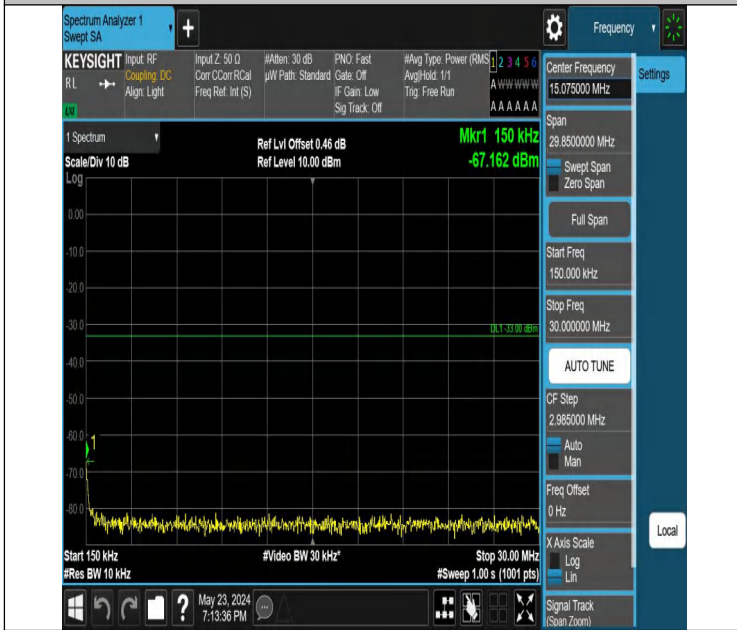 Spectrum Analyzer 1
Swept SA
+
Frequency
KEYSIGHT
RL
LXI
Input: RF
Coupling: DC
Align: Light
Input Z: 50 Ω
Corr CCorr RCal
Freq Ref: Int (S)
#Atten: 30 dB
µW Path: Standard
PNO: Fast
Gate: Off
IF Gain: Low
Sig Track: Off
#Avg Type: Power (RMS
Avg|Hold: 1/1
Trig: Free Run
1 2 3 4 5 6
A W W W W W
A A A A A A
1 Spectrum
Scale/Div 10 dB
Log
Ref Lvl Offset 0.46 dB
Ref Level 10.00 dBm
Mkr1 150 kHz
-67.162 dBm
0.00
-10.0
-20.0
-30.0
DL1 -33.00 dBm
-40.0
-50.0
-60.0
1
-70.0
-80.0
Start 150 kHz
#Res BW 10 kHz
#Video BW 30 kHz*
Stop 30.00 MHz
#Sweep 1.00 s (1001 pts)
?
May 23, 2024
7:13:36 PM
Center Frequency
15.075000 MHz
Span
29.8500000 MHz
Swept Span
Zero Span
Full Span
Start Freq
150.000 kHz
Stop Freq
30.000000 MHz
AUTO TUNE
CF Step
2.985000 MHz
Auto
Man
Freq Offset
0 Hz
X Axis Scale
Log
Lin
Signal Track
(Span Zoom)
Settings
Local